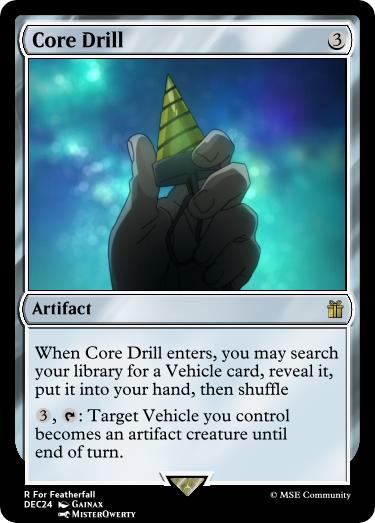 Core Drill 3
Artifact
When Core Drill enters, you may search
your library for a Vehicle card, reveal it,
put it into your hand, then shuffle
3, : Target Vehicle you control
becomes an artifact creature until
end of turn.
R For Featherfall
DEC24 Gainax
MisterQwerty
© MSE Community